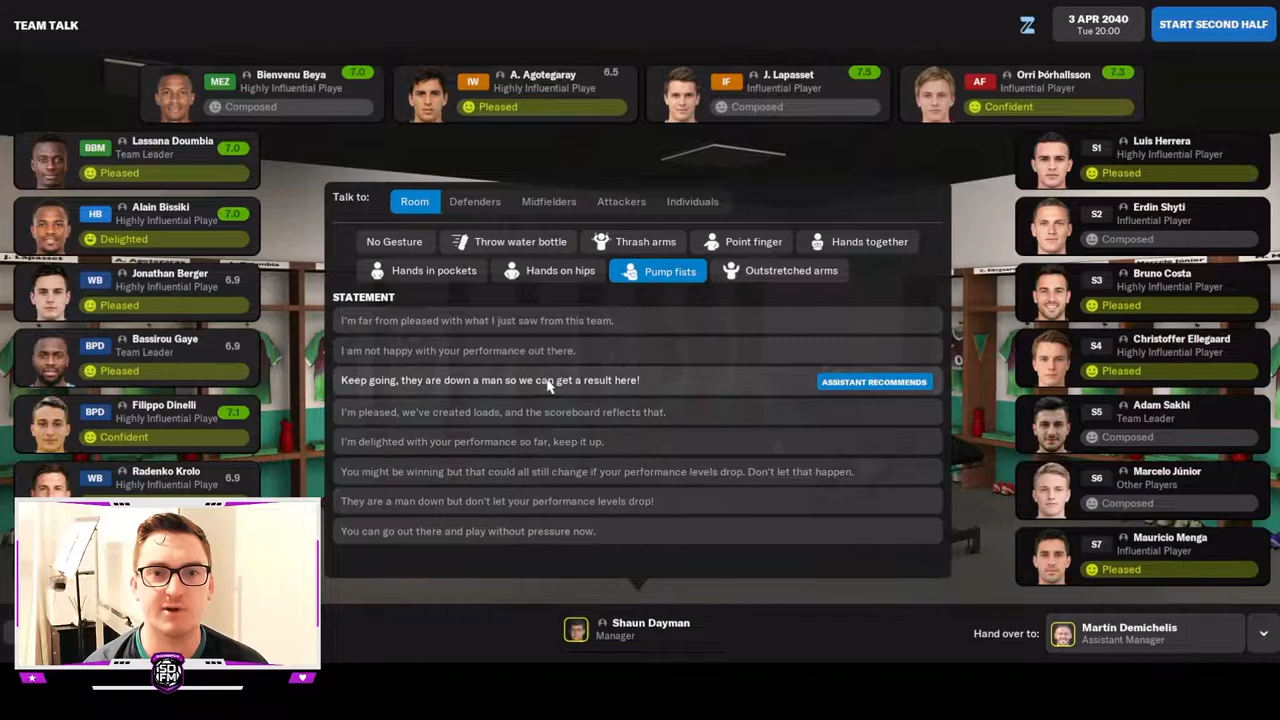 TEAM TALK
3 APR 2040
Tue 20:00
START SECOND HALF
MEZ
Bienvenu Beya
7.0
Highly Influential Playe
Composed
IW
A. Agotegaray
6.5
Highly Influential Playe
Pleased
IF
J. Lapasset
7.5
Influential Player
Composed
AF
Orri Þórhallsson
7.3
Influential Player
Confident
BBM
Lassana Doumbia
Team Leader
7.0
Pleased
HB
Alain Bissiki
Highly Influential Playe
7.0
Delighted
WB
Jonathan Berger
Highly Influential Playe
6.9
Pleased
BPD
Bassirou Gaye
Team Leader
6.9
Pleased
BPD
Filippo Dinelli
Highly Influential Playe
7.1
Confident
WB
Radenko Krolo
Highly Influential Playe
6.9
Talk to:
Room
Defenders
Midfielders
Attackers
Individuals
No Gesture
Throw water bottle
Thrash arms
Point finger
Hands together
Hands in pockets
Hands on hips
Pump fists
Outstretched arms
STATEMENT
I'm far from pleased with what I just saw from this team.
I am not happy with your performance out there.
Keep going, they are down a man so we can get a result here!
ASSISTANT RECOMMENDS
I'm pleased, we've created loads, and the scoreboard reflects that.
I'm delighted with your performance so far, keep it up.
You might be winning but that could all still change if your performance levels drop. Don't let that happen.
They are a man down but don't let your performance levels drop!
You can go out there and play without pressure now.
S1
Luis Herrera
Highly Influential Player
Pleased
S2
Erdin Shyti
Influential Player
Composed
S3
Bruno Costa
Highly Influential Player
Pleased
S4
Christoffer Ellegaard
Highly Influential Player
Pleased
S5
Adam Sakhi
Team Leader
Composed
S6
Marcelo Júnior
Other Players
Composed
S7
Mauricio Menga
Influential Player
Pleased
Shaun Dayman
Manager
Hand over to:
Martín Demichelis
Assistant Manager